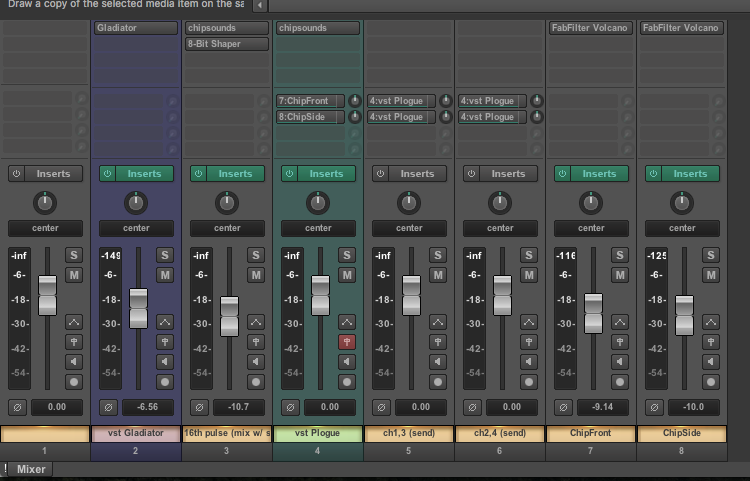 Draw a copy of the selected media item on the sa
Gladiator chipsounds chipsounds FabFilter Volcano FabFilter Volcano
8-Bit Shaper
7:ChipFront 4:vst Plogue 4:vst Plogue
8:ChipSide 4:vst Plogue 4:vst Plogue
Inserts Inserts Inserts Inserts Inserts Inserts Inserts Inserts
center center center center center center center center
-inf S -149 S -inf S -inf S -inf S -inf S -116 S -125 S
-6- M -6- M -6- M -6- M -6- M -6- M -6- M -6- M
-18- -18- -18- -18- -18- -18- -18- -18-
-30- -30- -30- -30- -30- -30- -30- -30-
-42- -42- -42- -42- -42- -42- -42- -42-
-54- -54- -54- -54- -54- -54- -54- -54-
0.00 -6.56 -10.7 0.00 0.00 0.00 -9.14 -10.0
vst Gladiator 16th pulse (mix w/ s vst Plogue ch1,3 (send) ch2,4 (send) ChipFront ChipSide
1 2 3 4 5 6 7 8
! Mixer